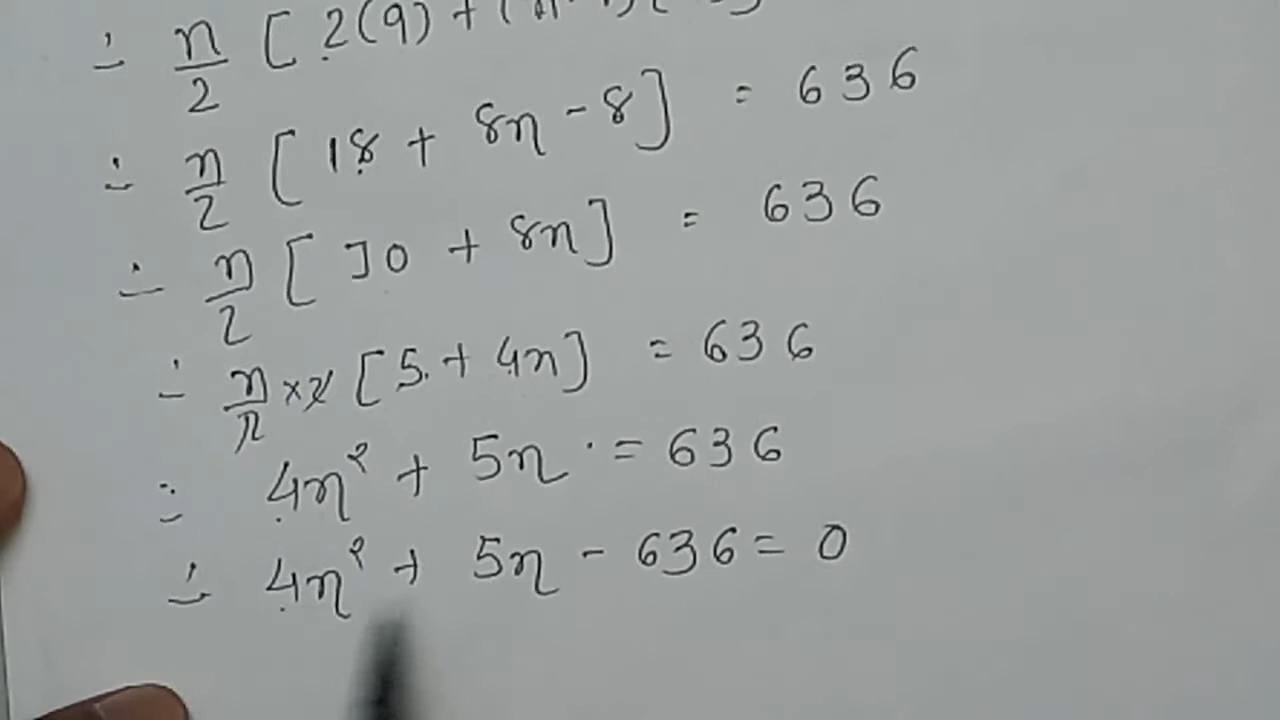 ∴ n/2 [ 2(9) + (n
∴ n/2 [ 18 + 8n - 8 ] = 636
∴ n/2 [ 10 + 8n ] = 636
∴ n/2 × 2 [ 5 + 4n ] = 636
∴ 4n² + 5n = 636
∴ 4n² + 5n - 636 = 0